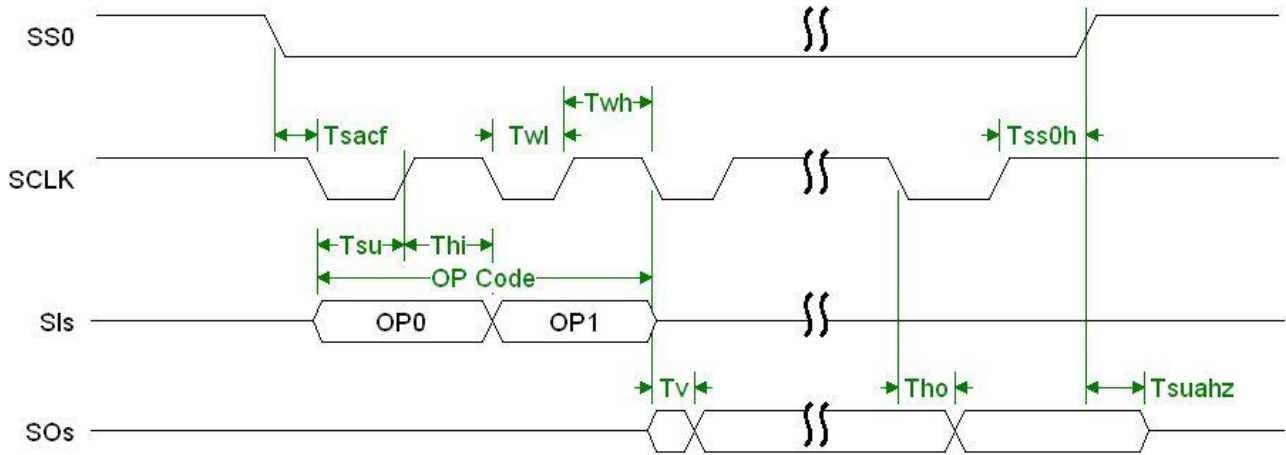 SS0
Twh
Tsacf
Twl
Tss0h
SCLK
Tsu
Thi
OP Code
SIs
OP0
OP1
Tv
Tho
Tsuahz
SOs